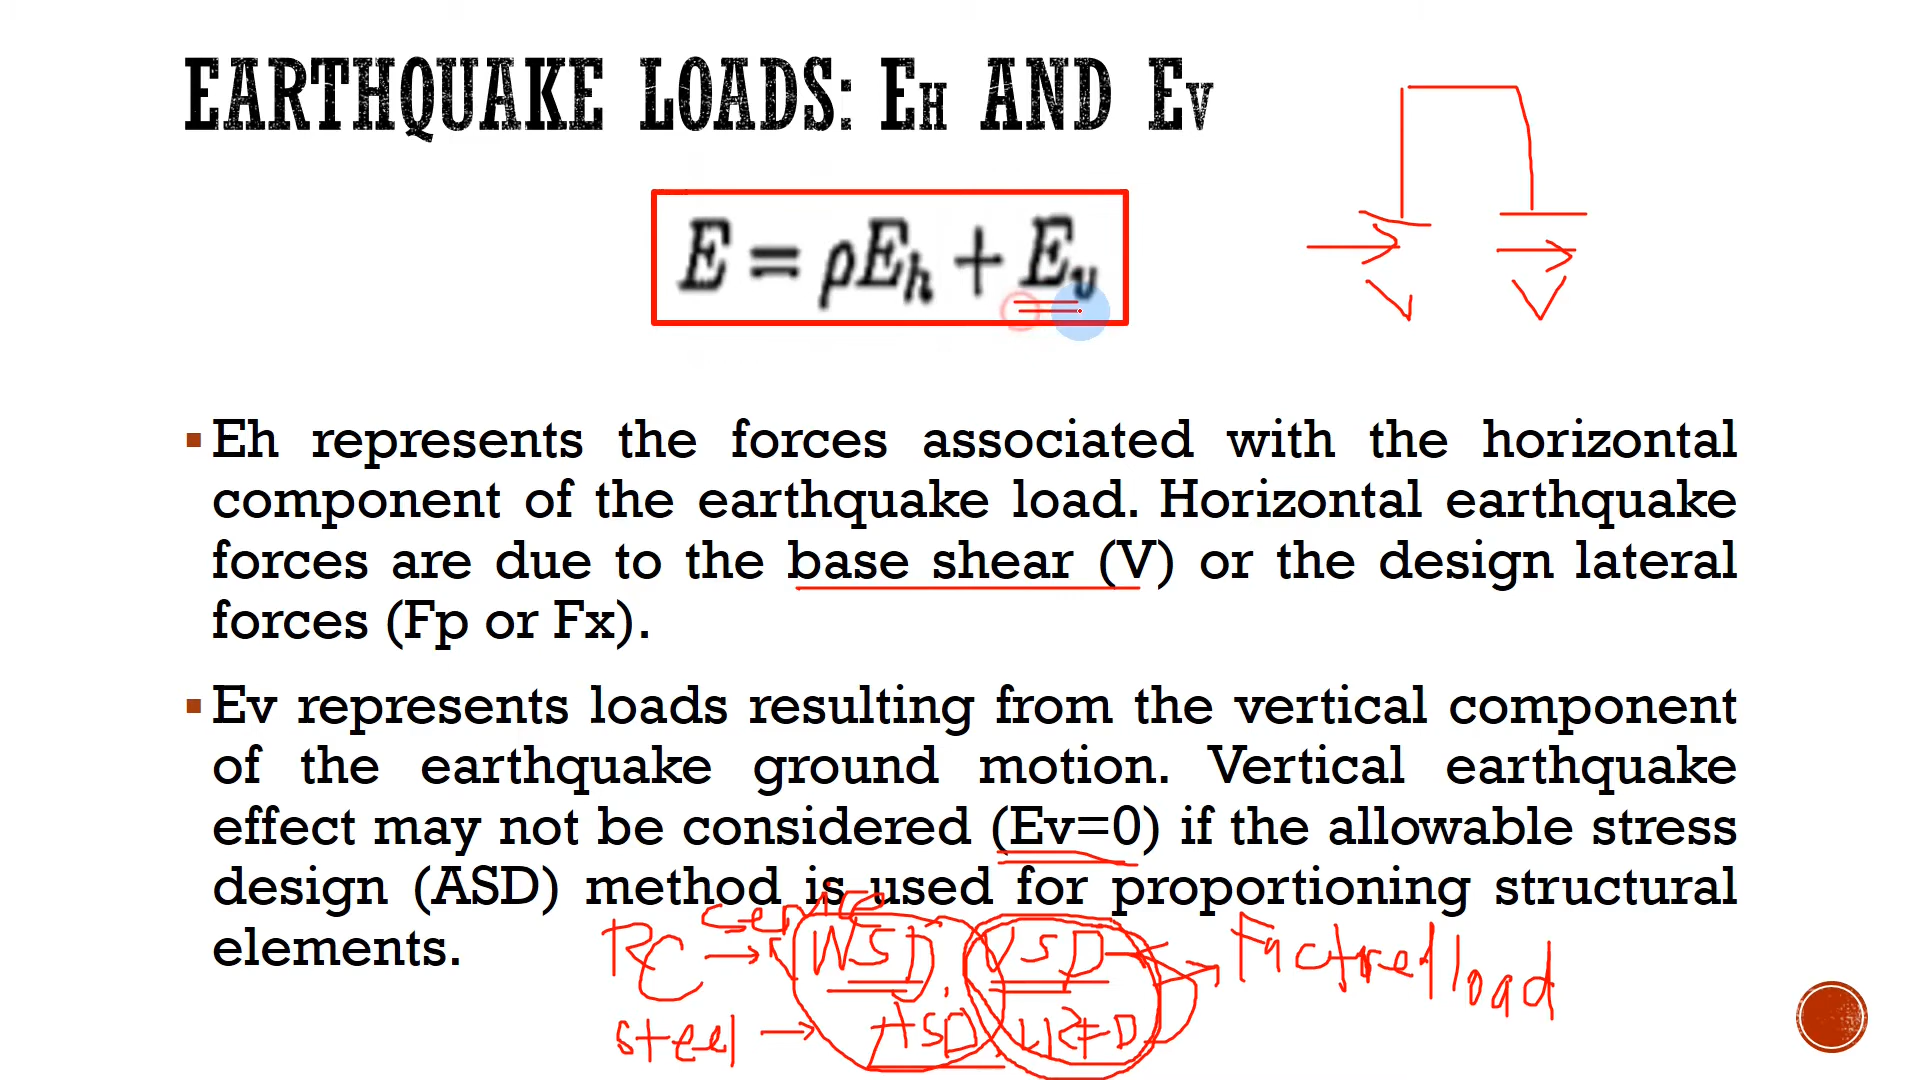 EARTHQUAKE LOADS: EH AND EV
E = ρE_h + E_v
V V
▪ Eh represents the forces associated with the horizontal
component of the earthquake load. Horizontal earthquake
forces are due to the base shear (V) or the design lateral
forces (Fp or Fx).
▪ Ev represents loads resulting from the vertical component
of the earthquake ground motion. Vertical earthquake
effect may not be considered (Ev=0) if the allowable stress
design (ASD) method is used for proportioning structural
elements.
RC → WSD, USD → Factored load
steel → ASD LRFD